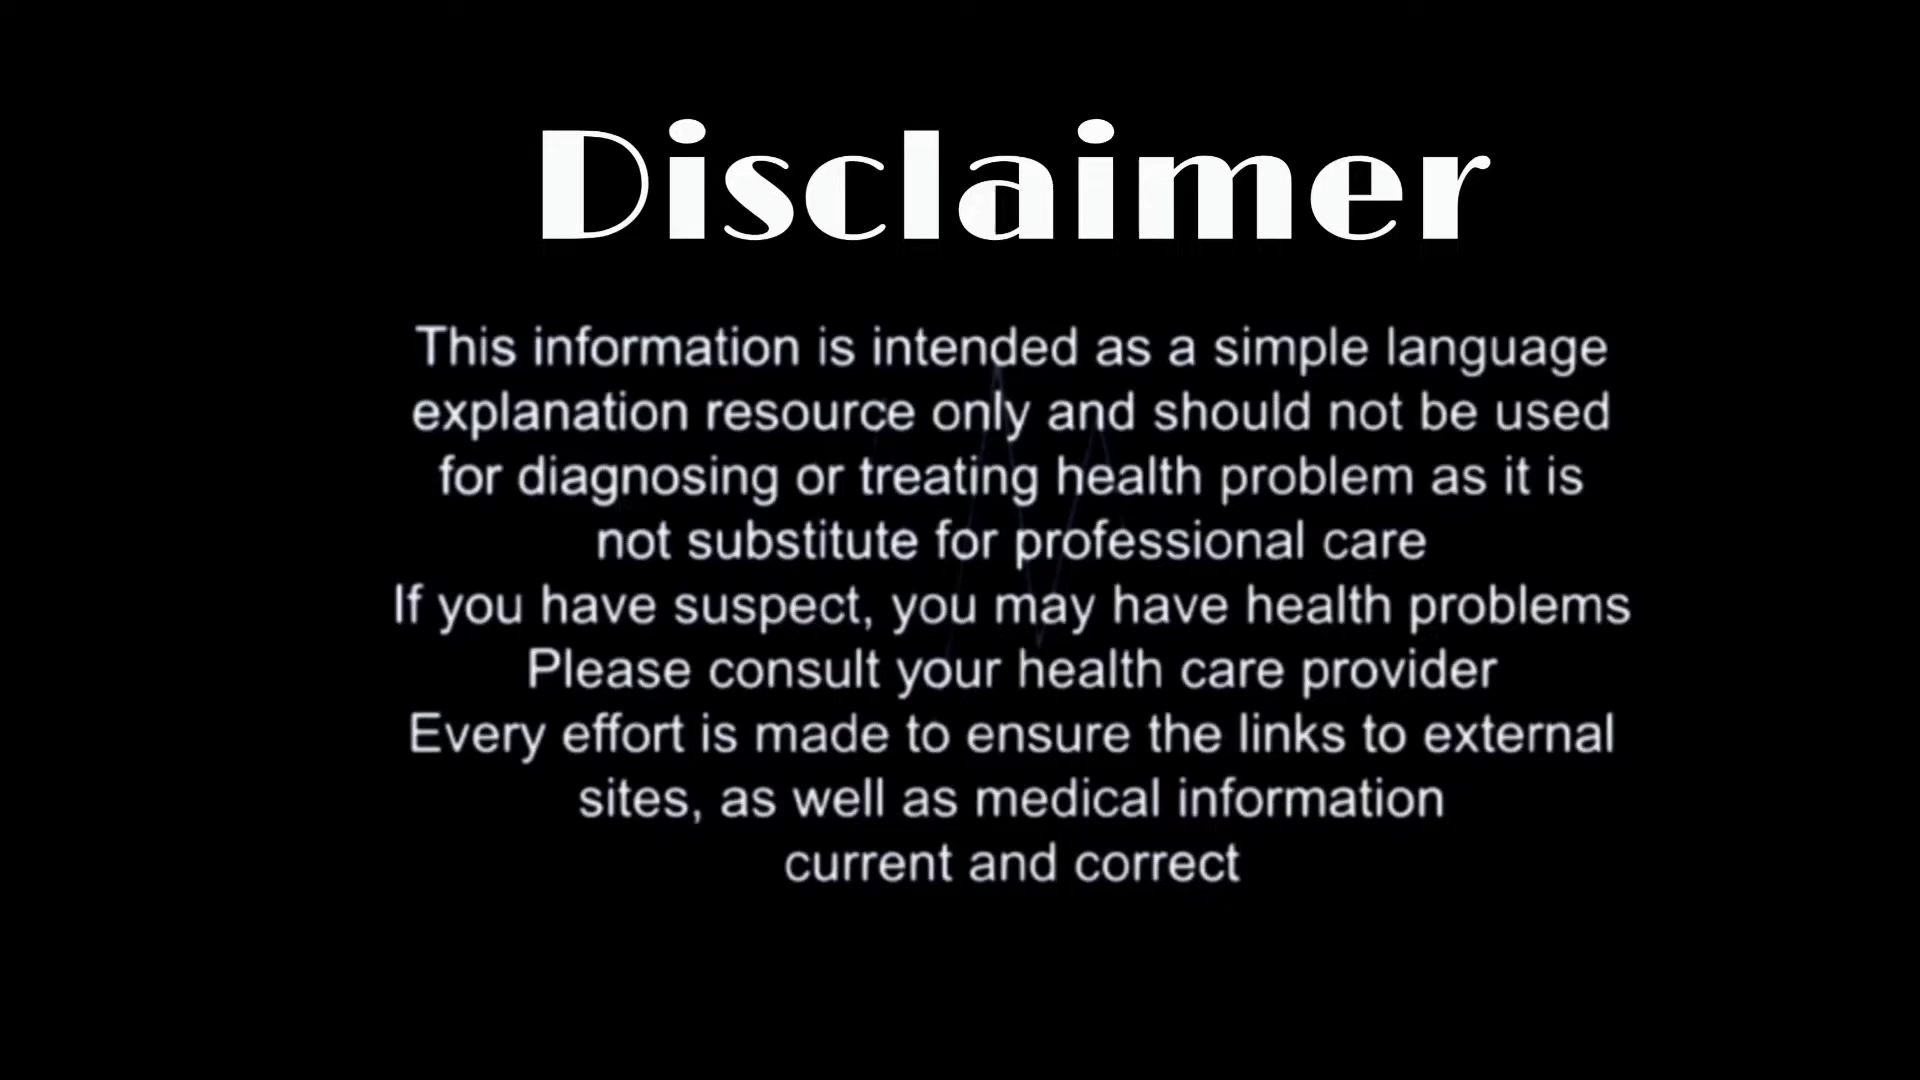 Disclaimer
This information is intended as a simple language
explanation resource only and should not be used
for diagnosing or treating health problem as it is
not substitute for professional care
If you have suspect, you may have health problems
Please consult your health care provider
Every effort is made to ensure the links to external
sites, as well as medical information
current and correct